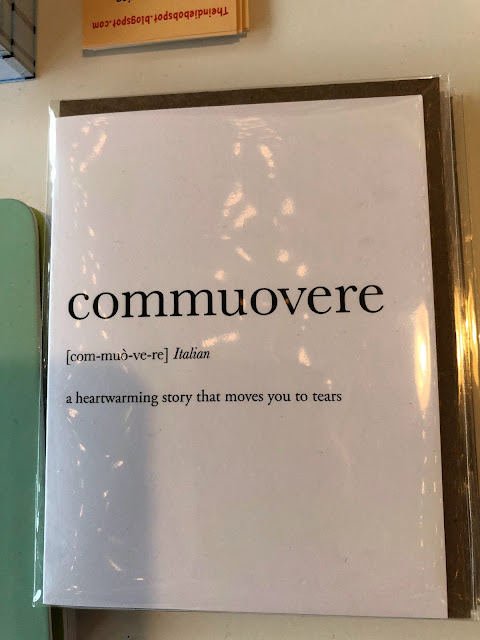 Theindiebobspot.blogspot.com
commuovere
[com-muò-ve-re] Italian
a heartwarming story that moves you to tears